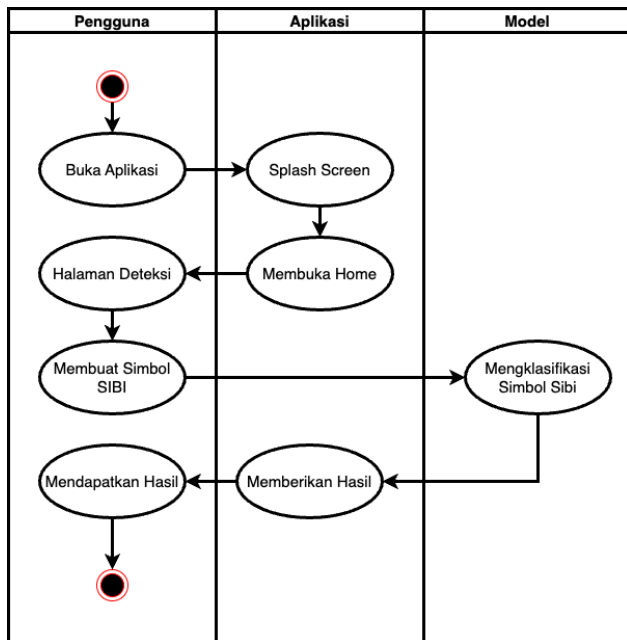 Pengguna
Aplikasi
Model
Buka Aplikasi
Splash Screen
Halaman Deteksi
Membuka Home
Membuat Simbol
SIBI
Mengklasifikasi
Simbol Sibi
Mendapatkan Hasil
Memberikan Hasil